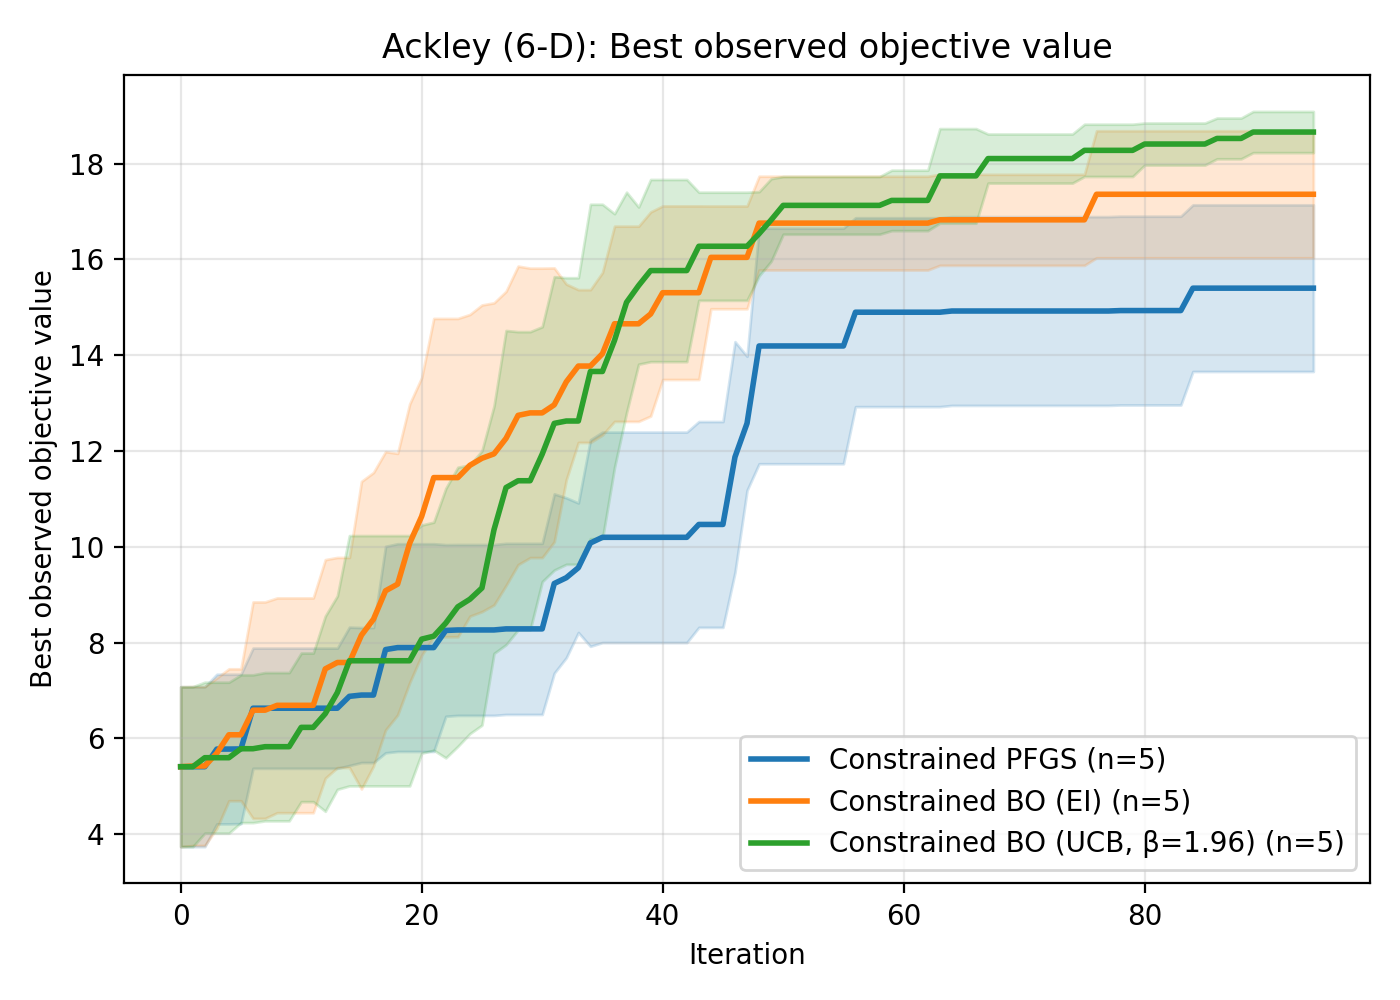 Ackley (6-D): Best observed objective value
Best observed objective value
18
16
14
12
10
8
6
4
0
20
40
60
80
Iteration
Constrained PFGS (n=5)
Constrained BO (EI) (n=5)
Constrained BO (UCB, β=1.96) (n=5)